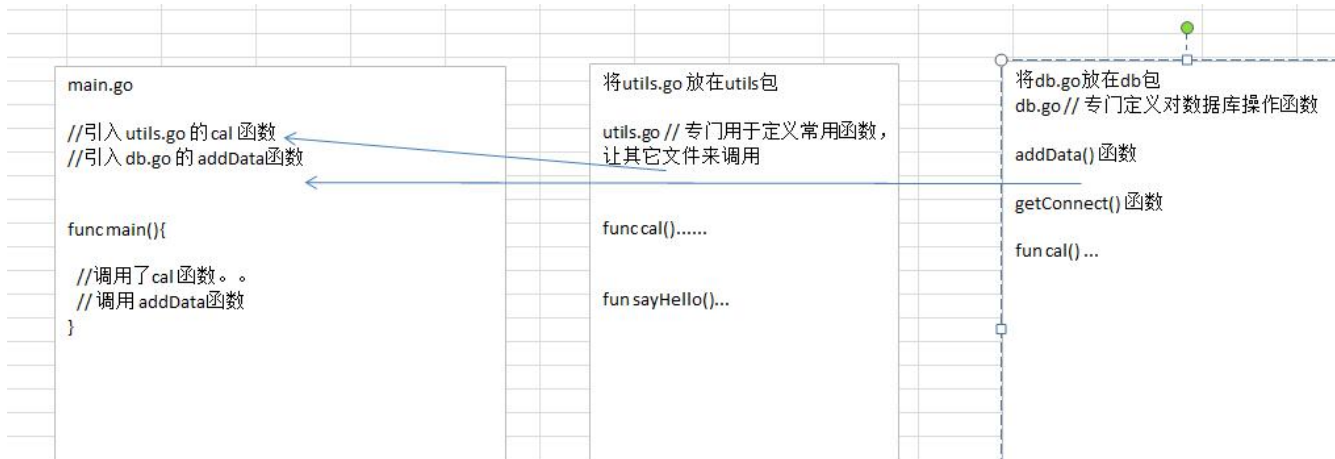 main.go
//引入 utils.go 的 cal 函数
//引入 db.go 的 addData函数
func main(){
//调用了cal 函数。。
// 调用 addData函数
}
将utils.go 放在utils包
utils.go // 专门用于定义常用函数，
让其它文件来调用
func cal()......
fun sayHello()...
将db.go放在db包
db.go // 专门定义对数据库操作函数
addData() 函数
getConnect() 函数
fun cal() ...